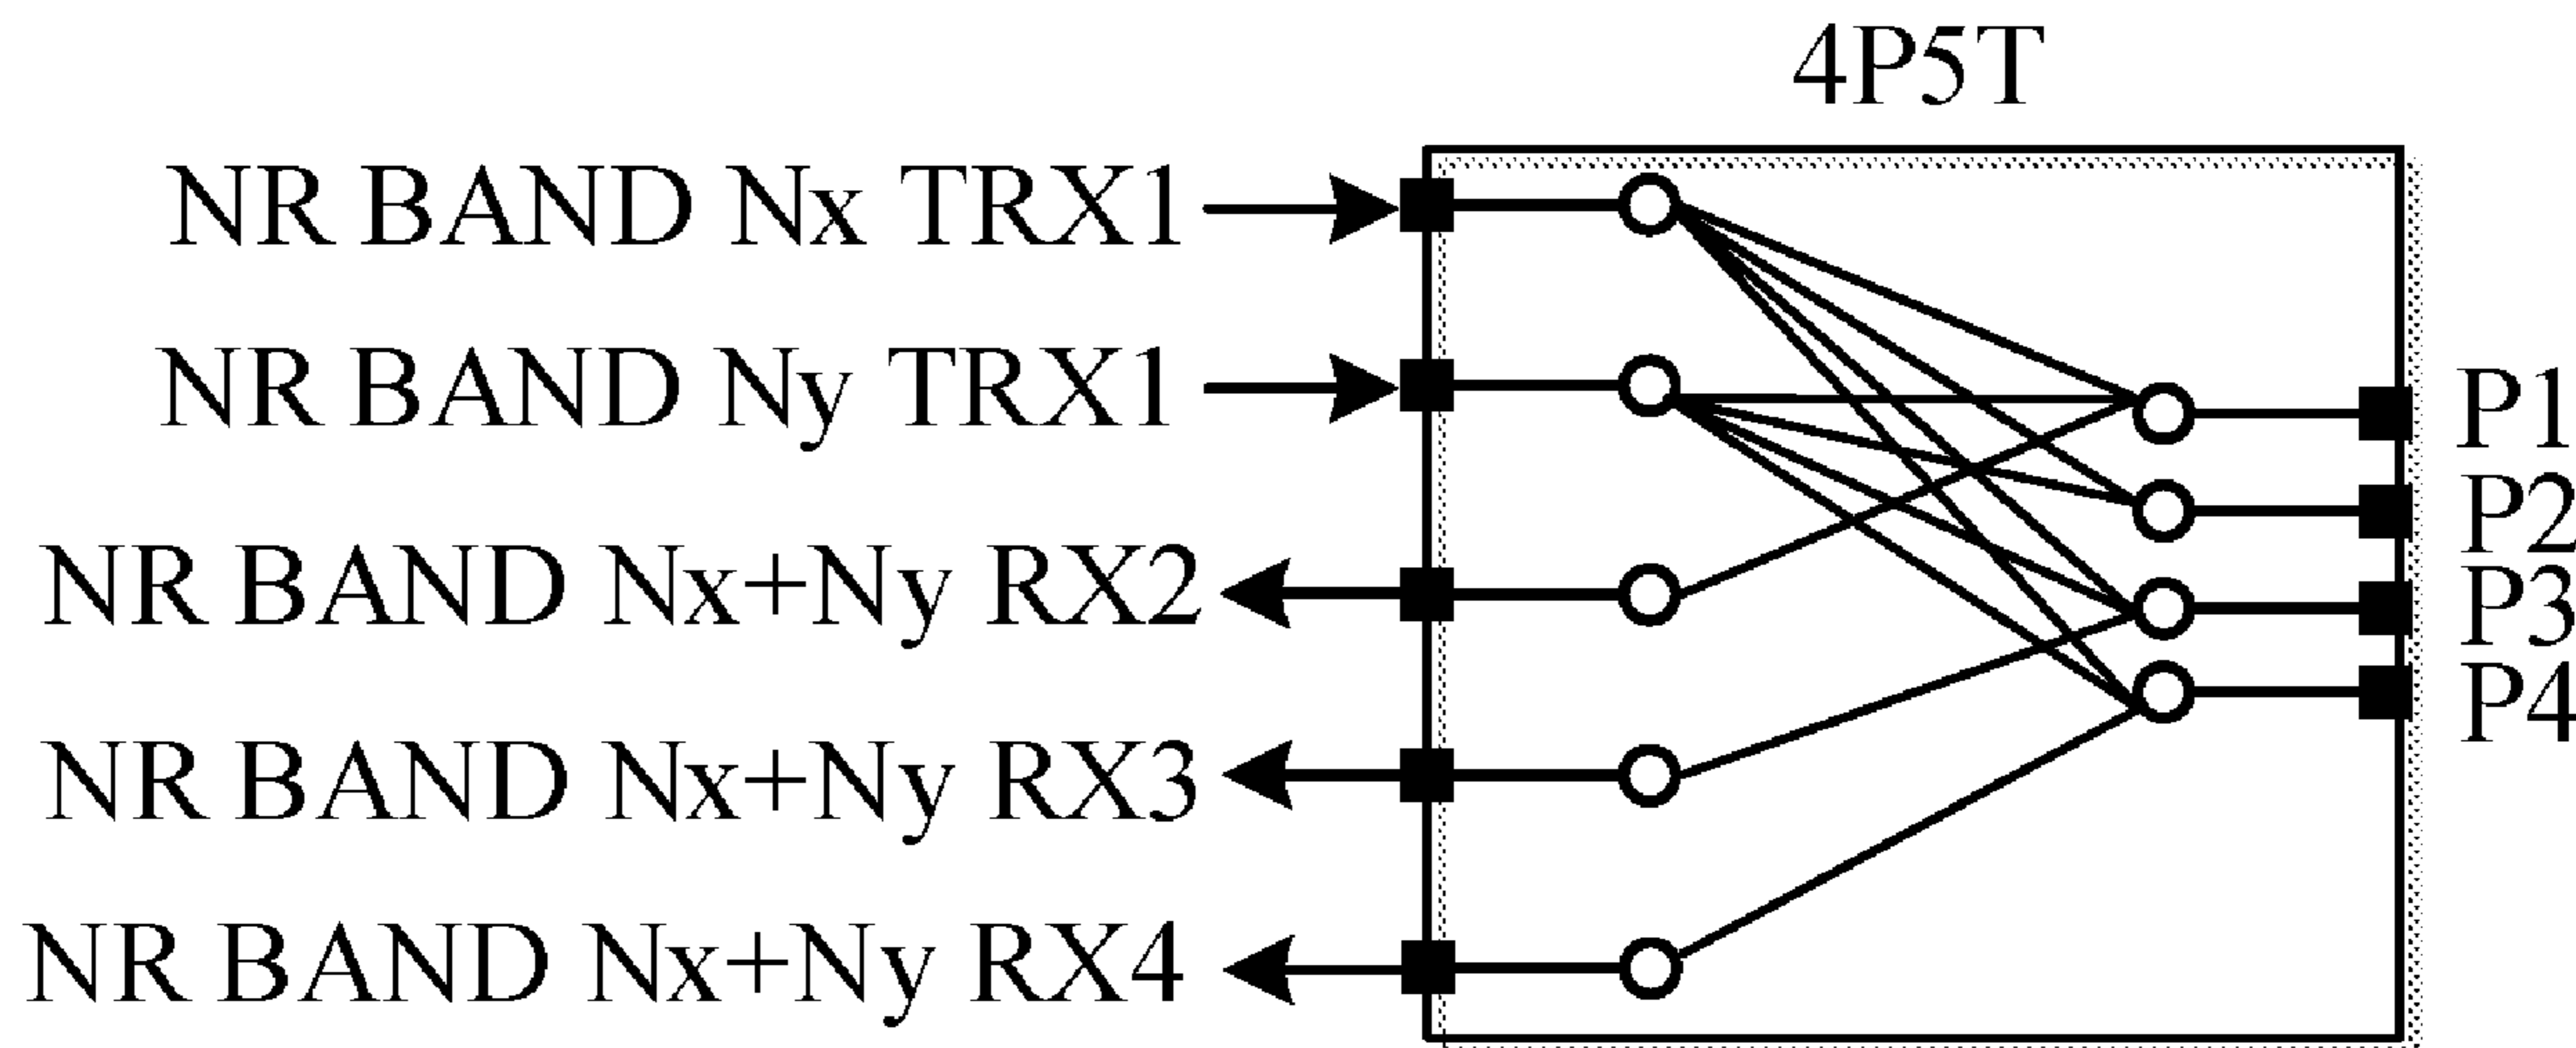 4P5T
NR BAND Nx TRX1
NR BAND Ny TRX1
NR BAND Nx+Ny RX2
NR BAND Nx+Ny RX3
NR BAND Nx+Ny RX4
P1
P2
P3
P4